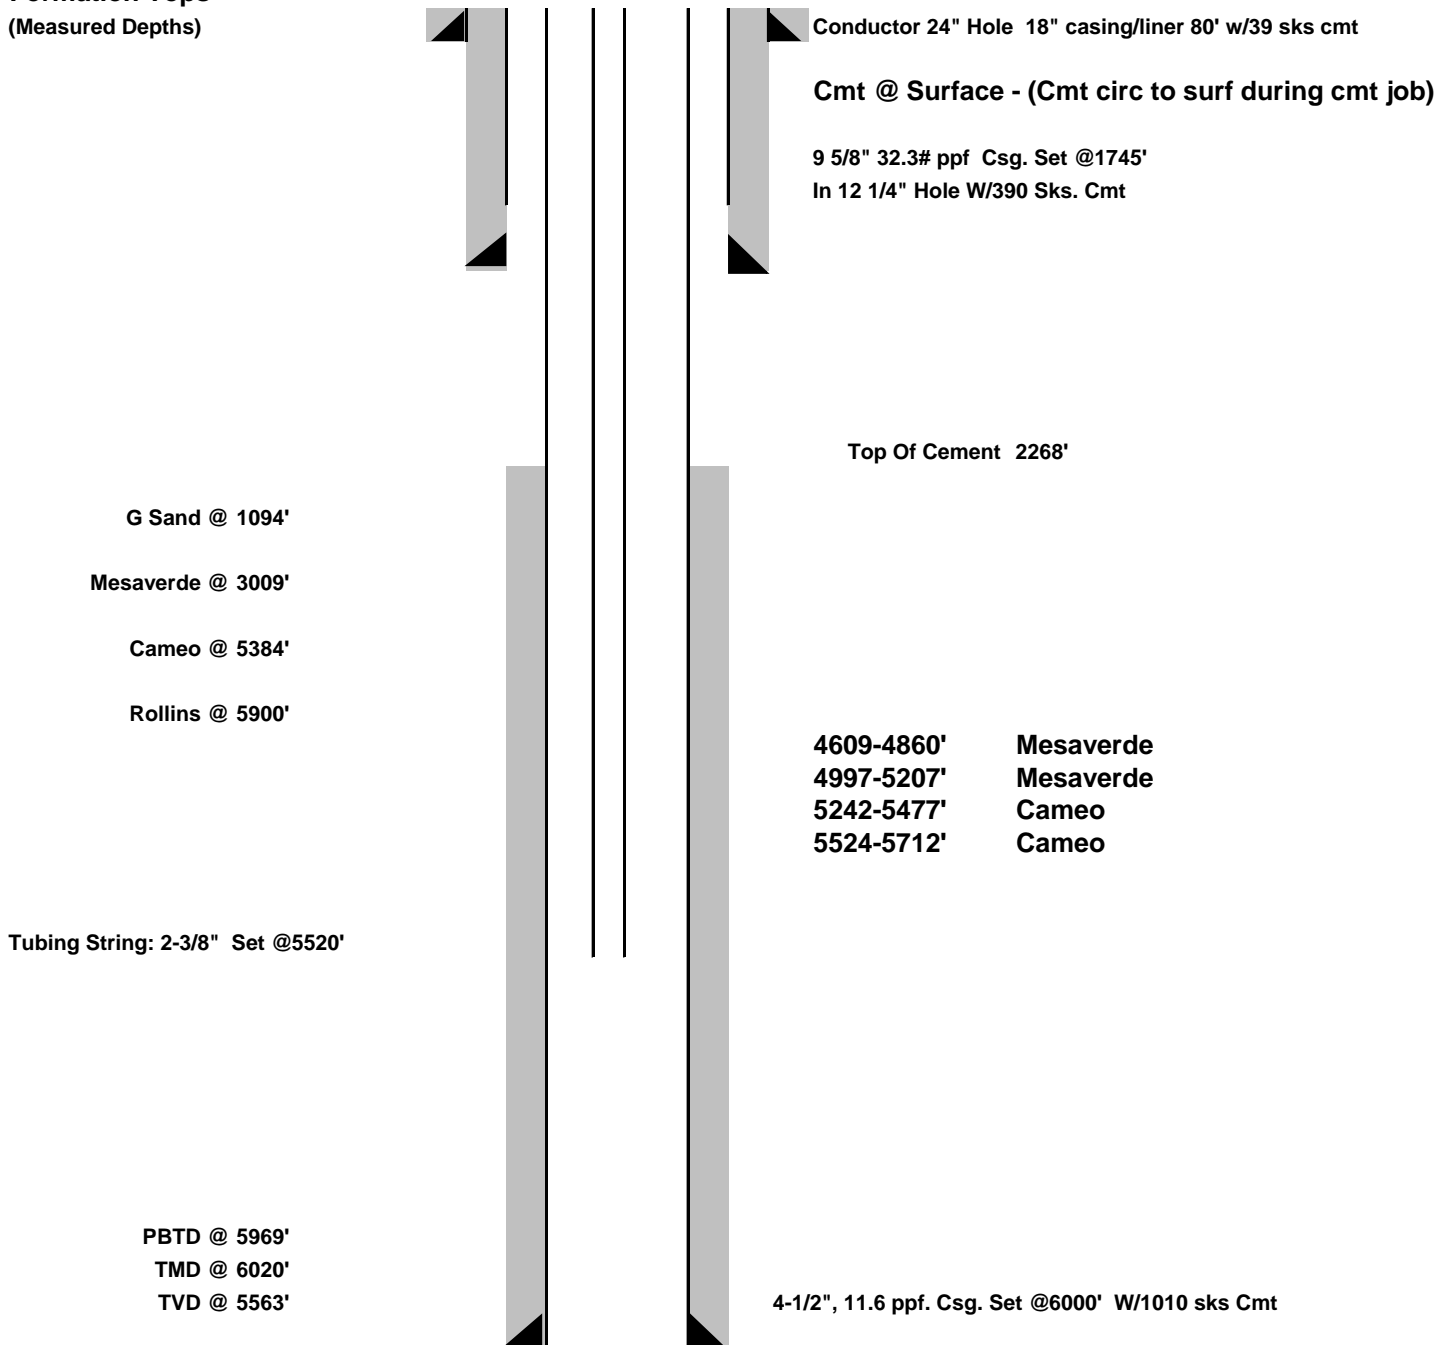 (Measured Depths)
Conductor 24" Hole 18" casing/liner 80' w/39 sks cmt
Cmt @ Surface - (Cmt circ to surf during cmt job)
9 5/8" 32.3# ppf Csg. Set @1745'
In 12 1/4" Hole W/390 Sks. Cmt
Top Of Cement 2268'
G Sand @ 1094'
Mesaverde @ 3009'
Cameo @ 5384'
Rollins @ 5900'
4609-4860' Mesaverde
4997-5207' Mesaverde
5242-5477' Cameo
5524-5712' Cameo
Tubing String: 2-3/8" Set @5520'
PBTD @ 5969'
TMD @ 6020'
TVD @ 5563'
4-1/2", 11.6 ppf. Csg. Set @6000' W/1010 sks Cmt